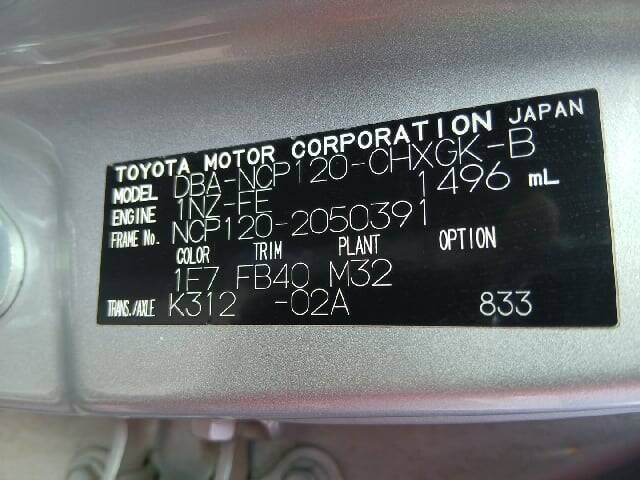 TOYOTA MOTOR CORPORATION JAPAN
MODEL DBA-NCP120-CHXGK-B
ENGINE 1NZ-FE 1496 mL
FRAME No. NCP120-2050391
COLOR TRIM PLANT OPTION
1E7 FB40 M32
TRANS./AXLE K312 -02A 833